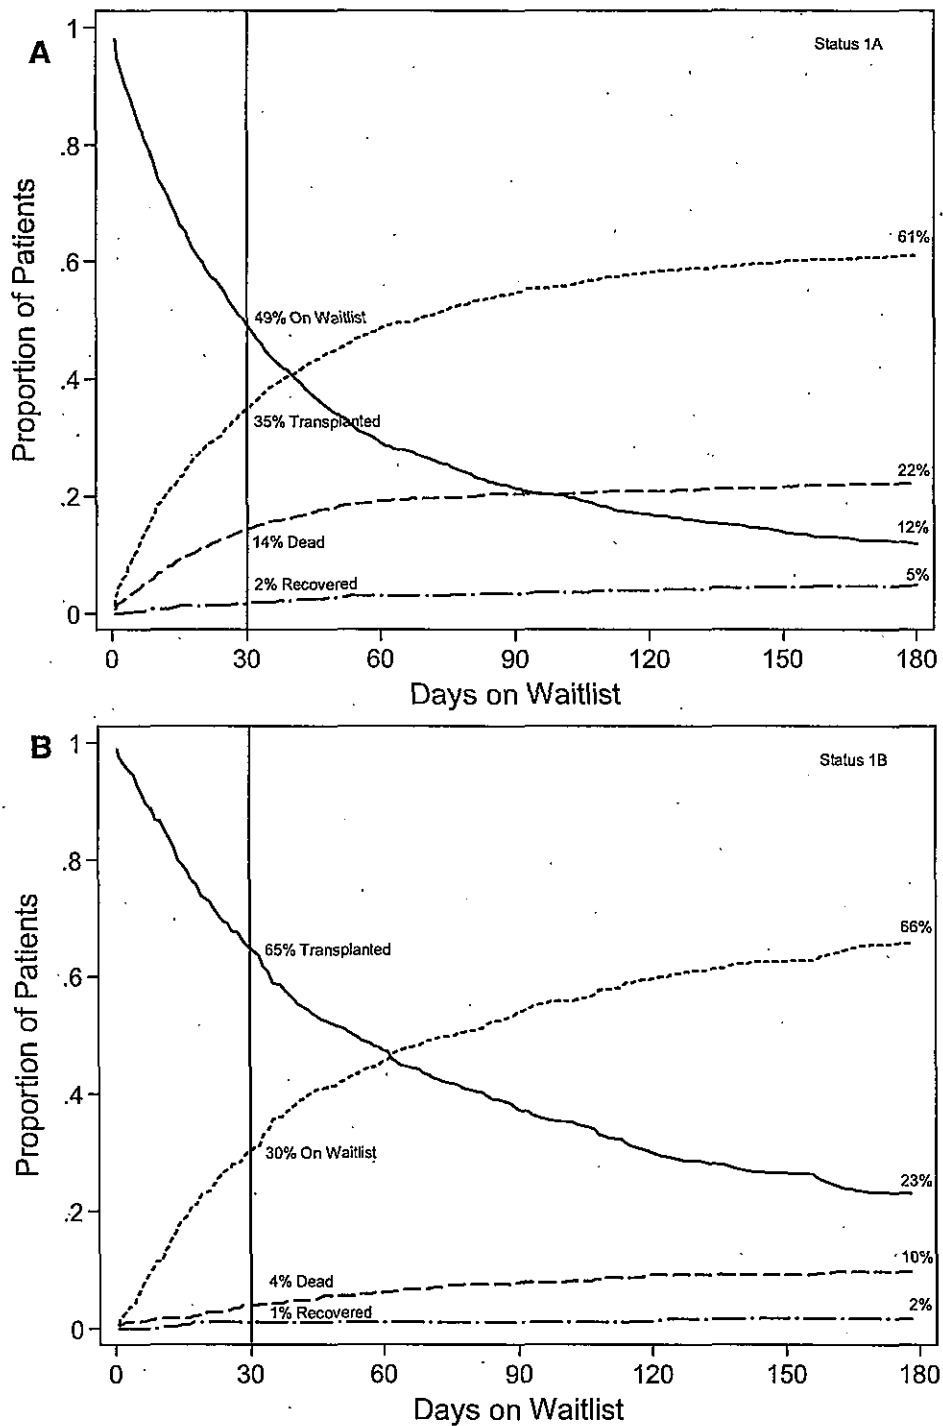 A
Status 1A
1
.8
.6
.4
.2
0
Proportion of Patients
61%
49% On Waitlist
35% Transplanted
22%
14% Dead
12%
2% Recovered
5%
0 30 60 90 120 150 180
Days on Waitlist
B
Status 1B
1
.8
.6
.4
.2
0
Proportion of Patients
66%
65% Transplanted
30% On Waitlist
23%
4% Dead
10%
1% Recovered
2%
0 30 60 90 120 150 180
Days on Waitlist